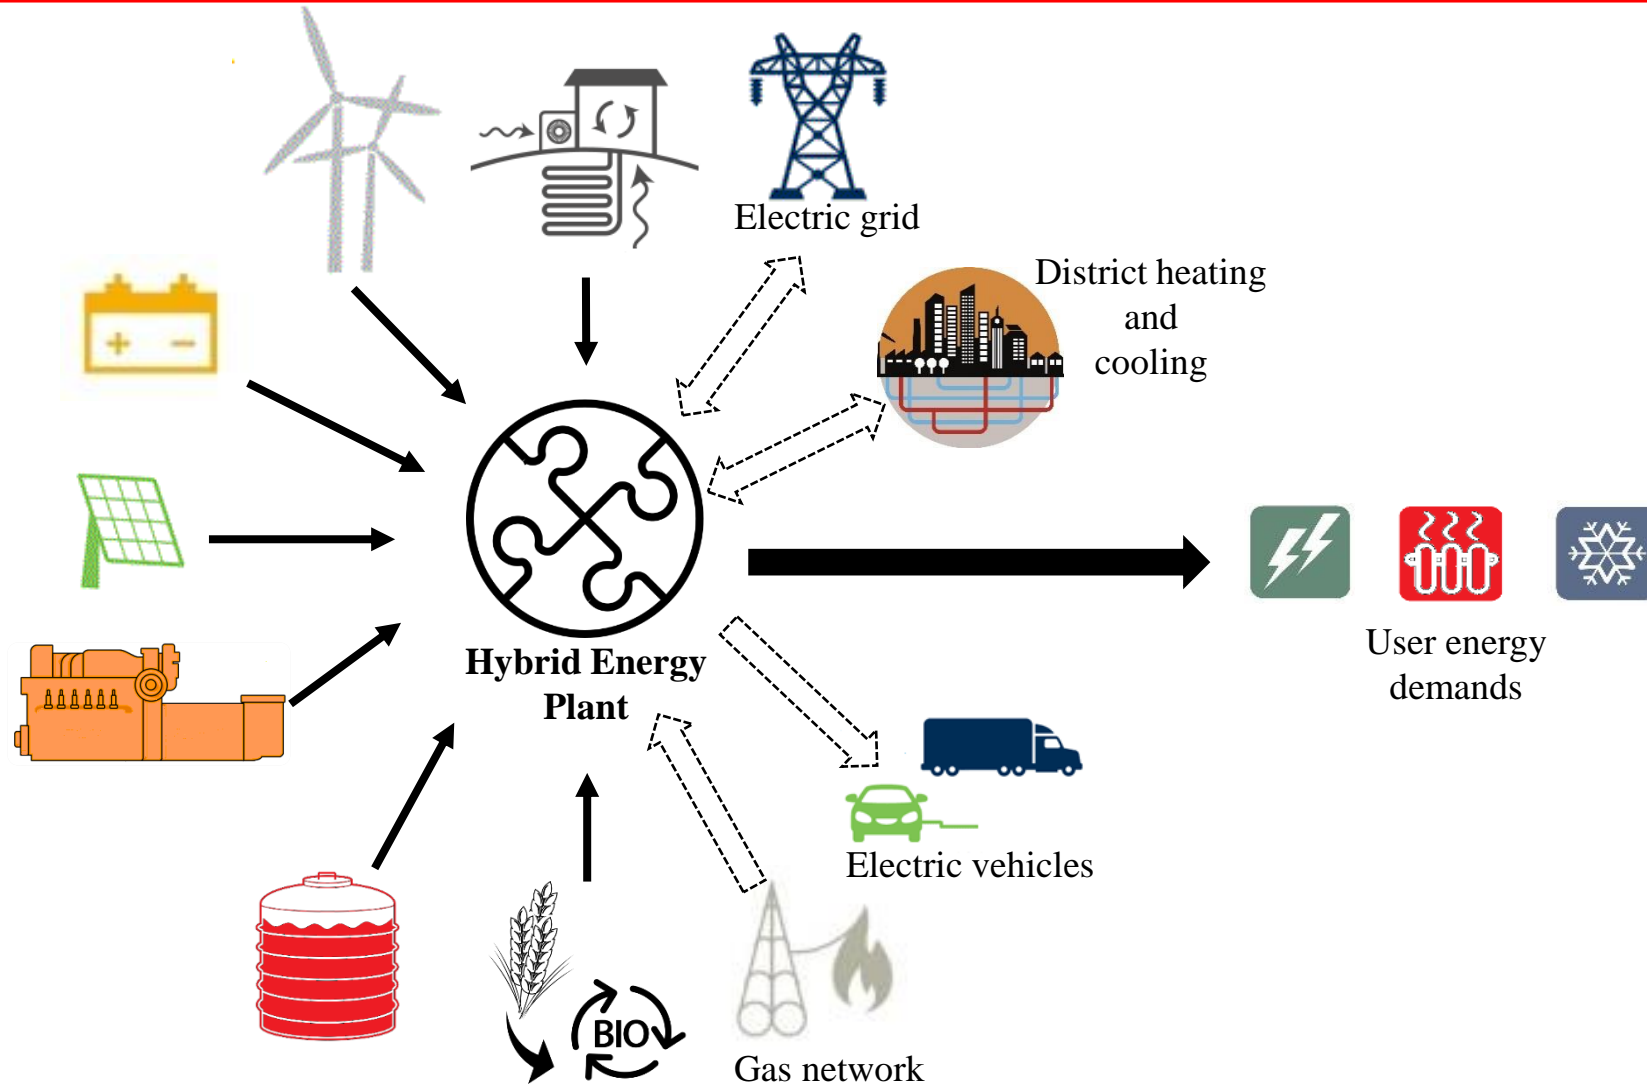 Electric grid
District heating
and
cooling
Hybrid Energy
Plant
User energy
demands
Electric vehicles
BIO
Gas network